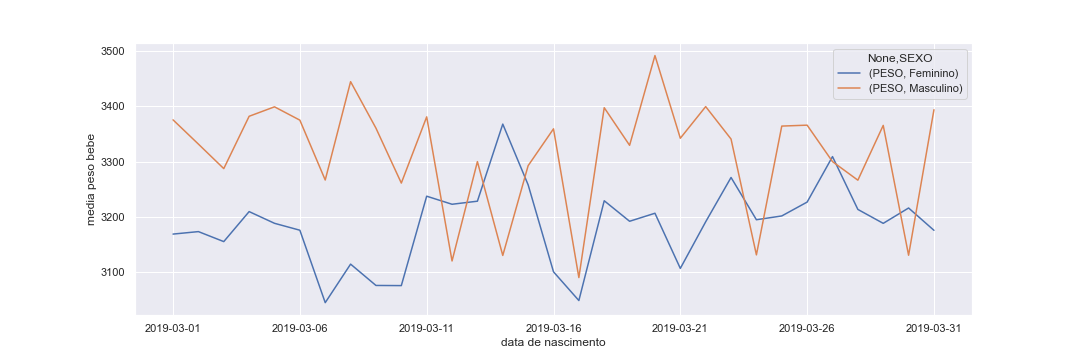 None,SEXO
(PESO, Feminino)
(PESO, Masculino)
media peso bebe
3500
3400
3300
3200
3100
2019-03-01 2019-03-06 2019-03-11 2019-03-16 2019-03-21 2019-03-26 2019-03-31
data de nascimento